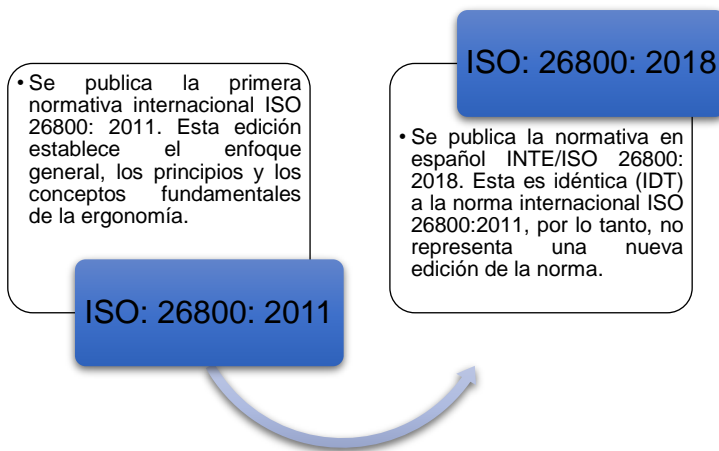 • Se publica la primera
normativa internacional ISO
26800: 2011. Esta edición
establece el enfoque
general, los principios y los
conceptos fundamentales
de la ergonomía.
ISO: 26800: 2011
ISO: 26800: 2018
• Se publica la normativa en
español INTE/ISO 26800:
2018. Esta es idéntica (IDT)
a la norma internacional ISO
26800:2011, por lo tanto, no
representa una nueva
edición de la norma.